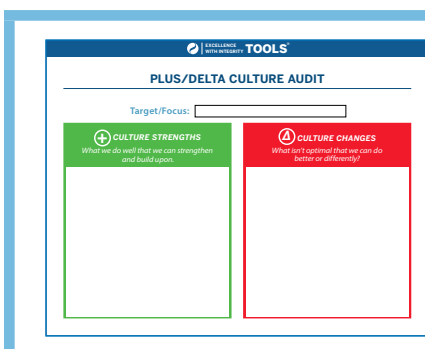 EXCELLENCE
WITH INTEGRITY TOOLS®
PLUS/DELTA CULTURE AUDIT
Target/Focus:
CULTURE STRENGTHS
What we do well that we can strengthen
and build upon.
Δ CULTURE CHANGES
What isn't optimal that we can do
better or differently?